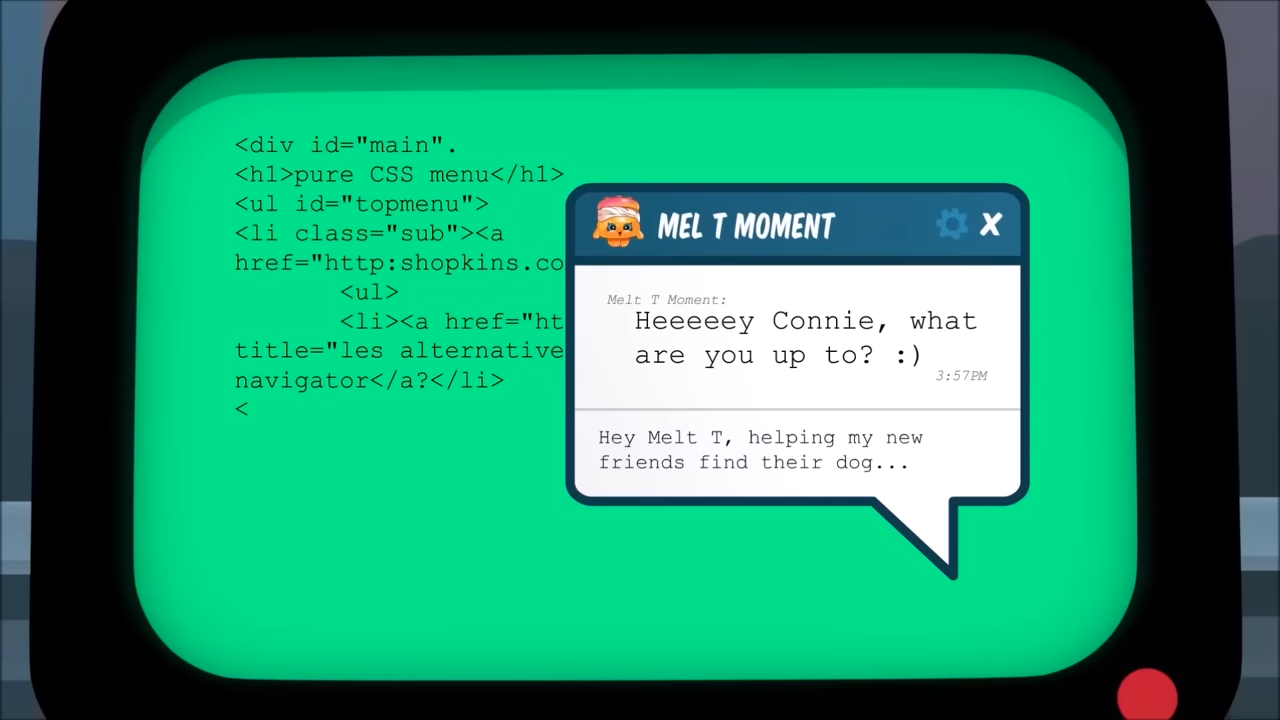 <div id="main".
<h1>pure CSS menu</h1>
<ul id="topmenu">
<li class="sub"><a
href="http:shopkins.co
<ul>
<li><a href="ht
title="les alternative
navigator</a?</li>
<
MEL T MOMENT X
Melt T Moment:
Heeeeey Connie, what
are you up to? :)
3:57PM
Hey Melt T, helping my new
friends find their dog...